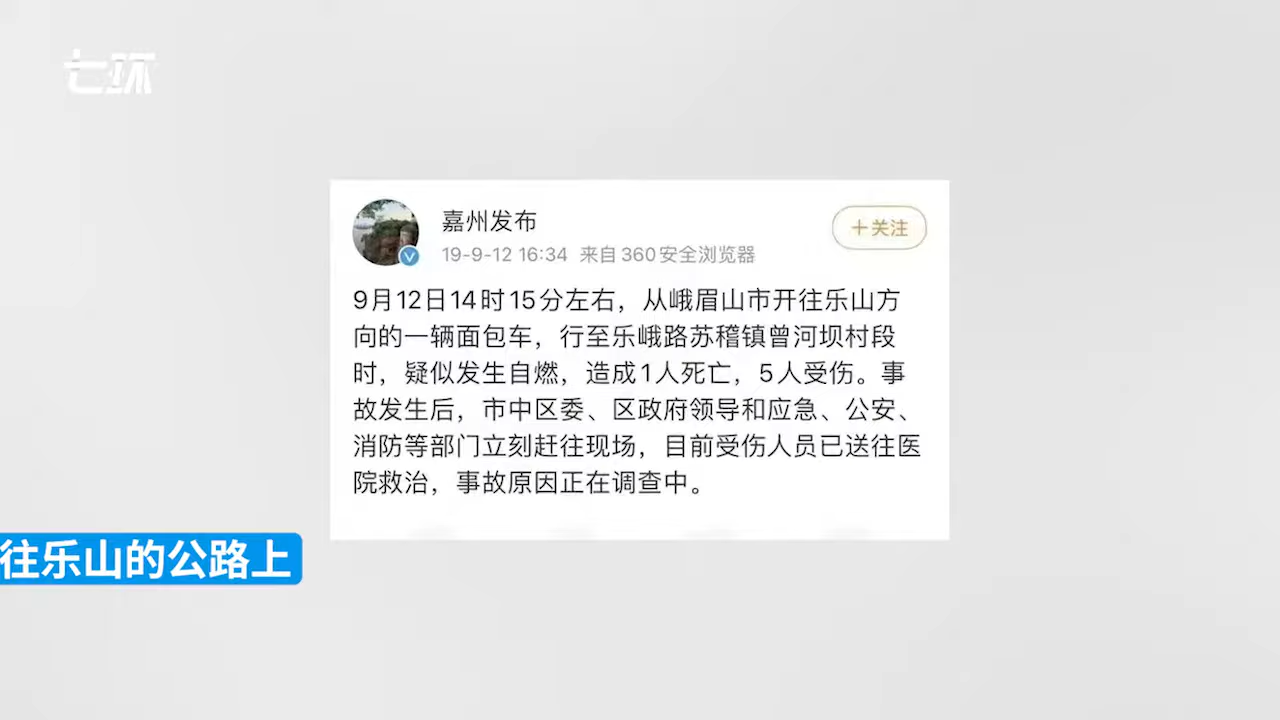 七环
嘉州发布
+关注
19-9-12 16:34 来自360安全浏览器
9月12日14时15分左右，从峨眉山市开往乐山方
向的一辆面包车，行至乐峨路苏稽镇曾河坝村段
时，疑似发生自燃，造成1人死亡，5人受伤。事
故发生后，市中区委、区政府领导和应急、公安、
消防等部门立刻赶往现场，目前受伤人员已送往医
院救治，事故原因正在调查中。
往乐山的公路上